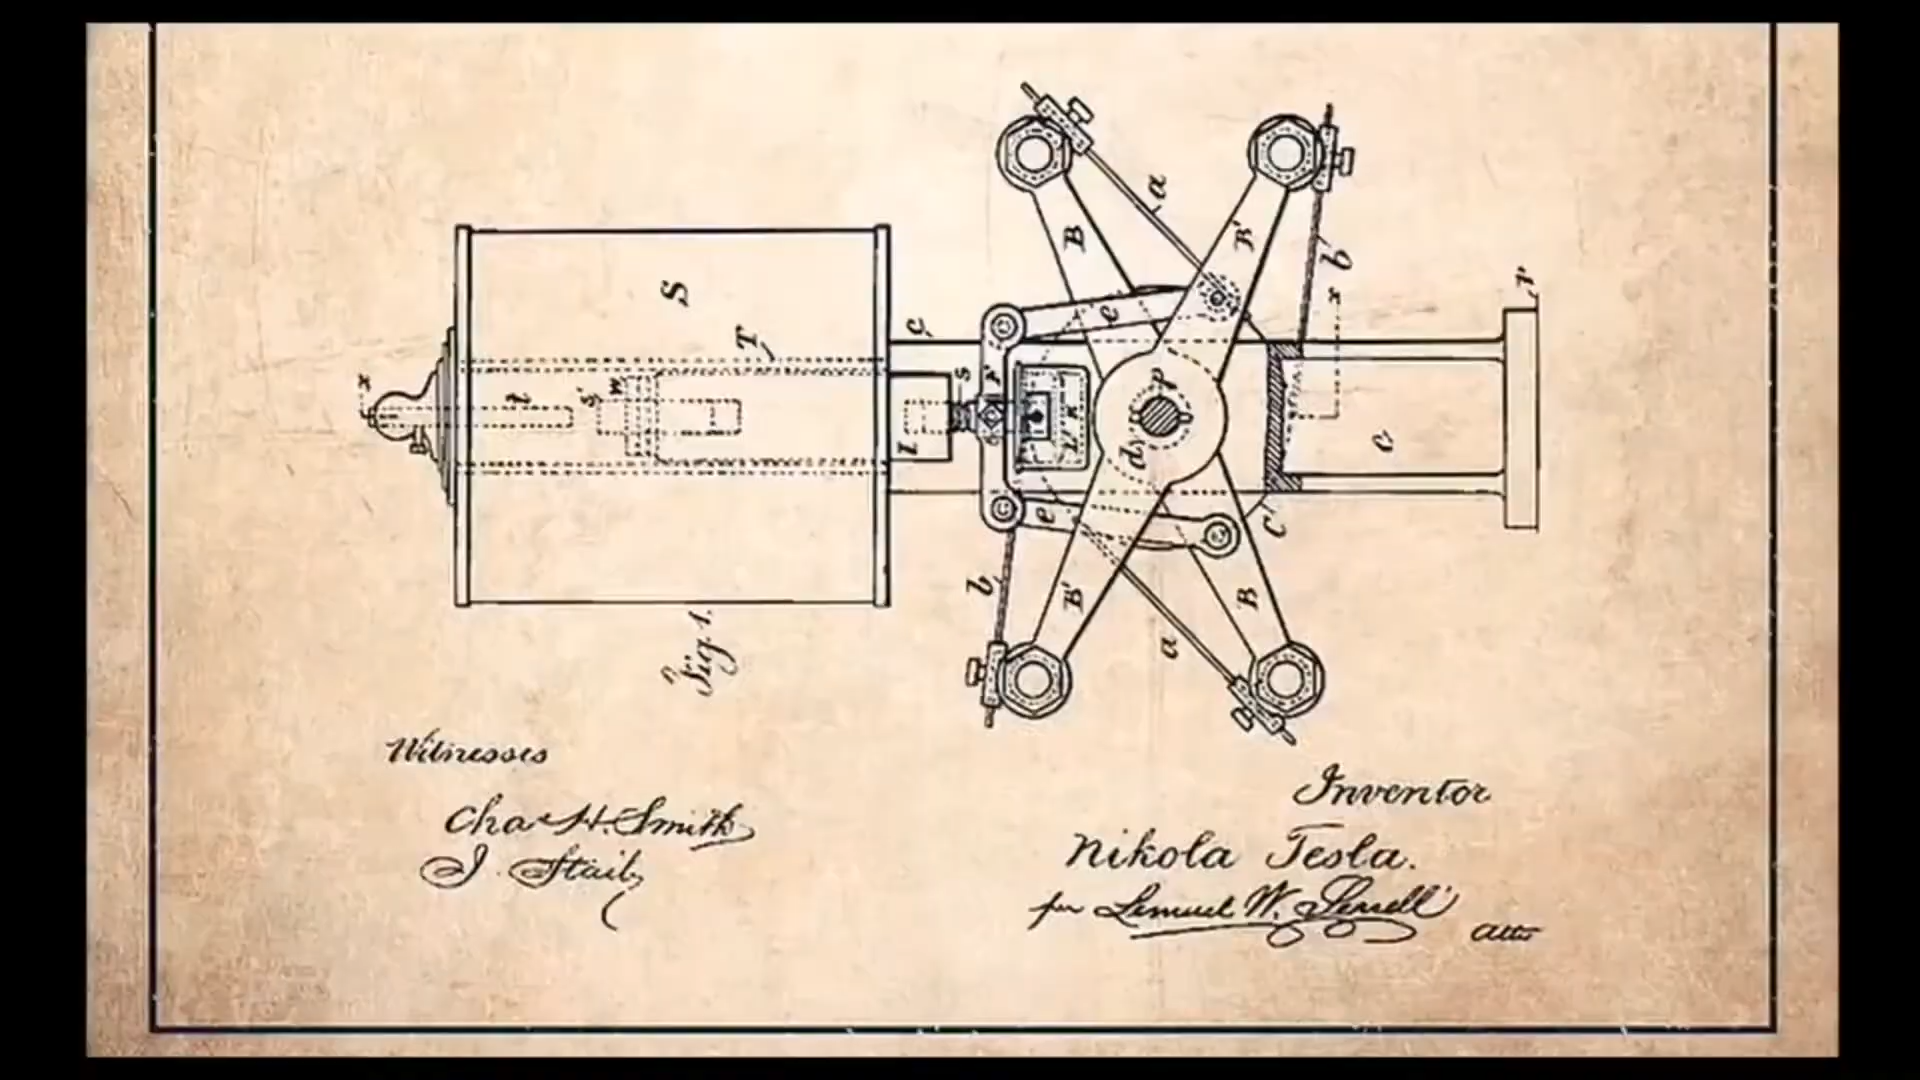 a
B
B'
b
x
r
S
T
c
e
x
t
s'
w
s
F
I
P
d
c
b
e
C
B'
a
B
Fig. 1.
Witnesses
Chas H. Smith
J. Stail
Inventor
Nikola Tesla.
per Lemuel W. Serrell
atty